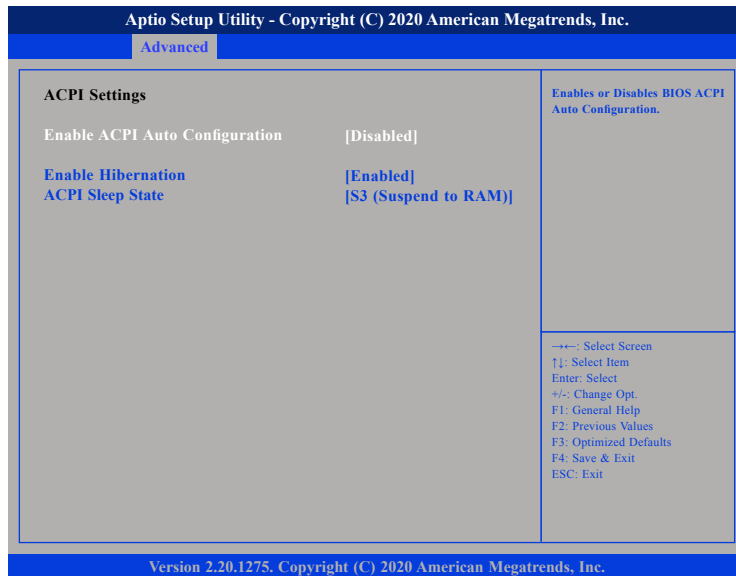 Aptio Setup Utility - Copyright (C) 2020 American Megatrends, Inc.
Advanced
ACPI Settings
Enable ACPI Auto Configuration [Disabled]
Enable Hibernation [Enabled]
ACPI Sleep State [S3 (Suspend to RAM)]
Enables or Disables BIOS ACPI
Auto Configuration.
→←: Select Screen
↑↓: Select Item
Enter: Select
+/-: Change Opt.
F1: General Help
F2: Previous Values
F3: Optimized Defaults
F4: Save & Exit
ESC: Exit
Version 2.20.1275. Copyright (C) 2020 American Megatrends, Inc.